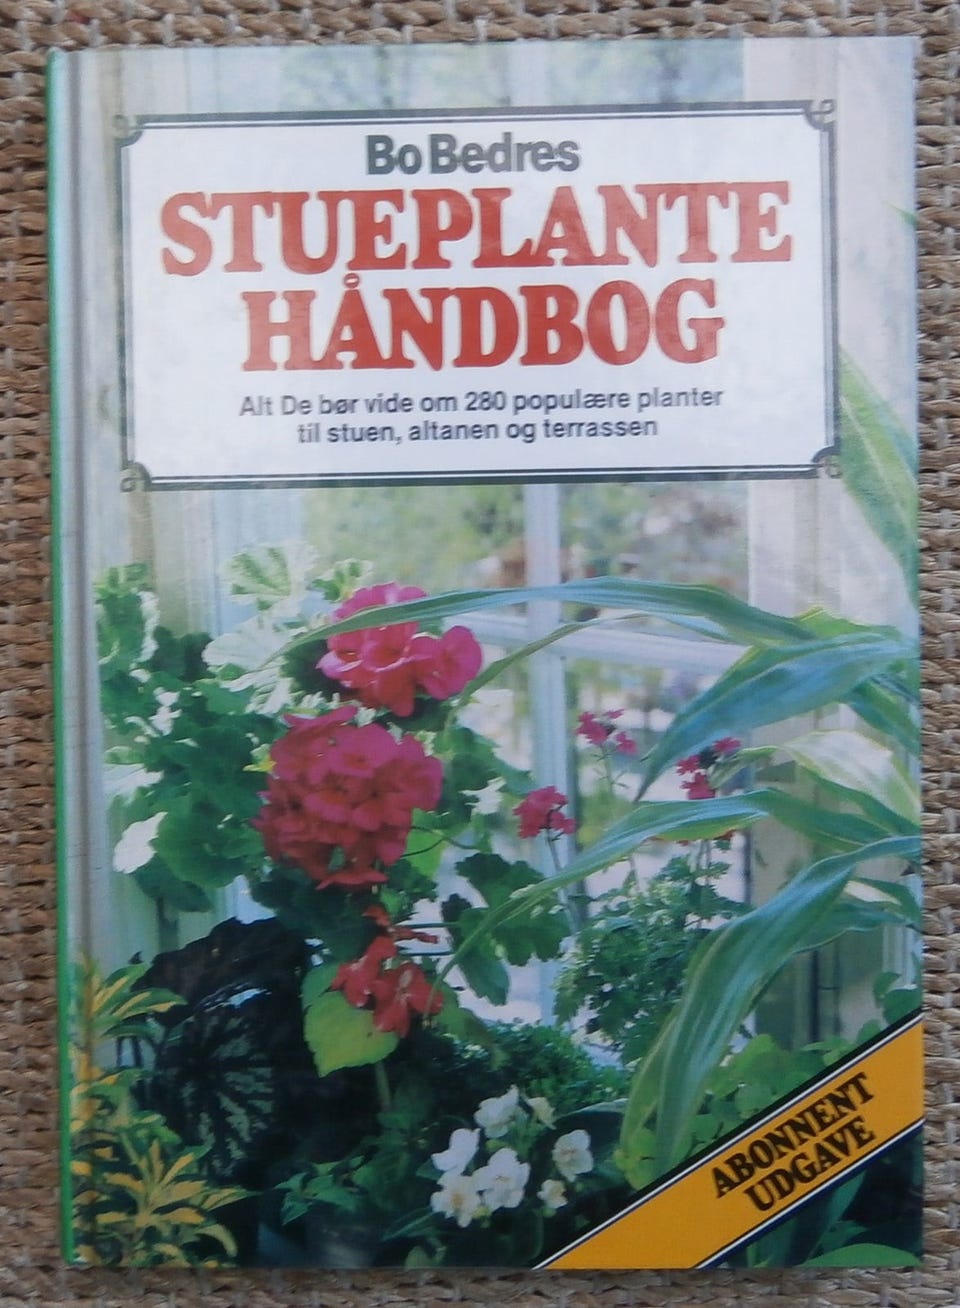 Bo Bedres
STUEPLANTE
HÅNDBOG
Alt De bør vide om 280 populære planter
til stuen, altanen og terrassen
ABONNENT
UDGAVE